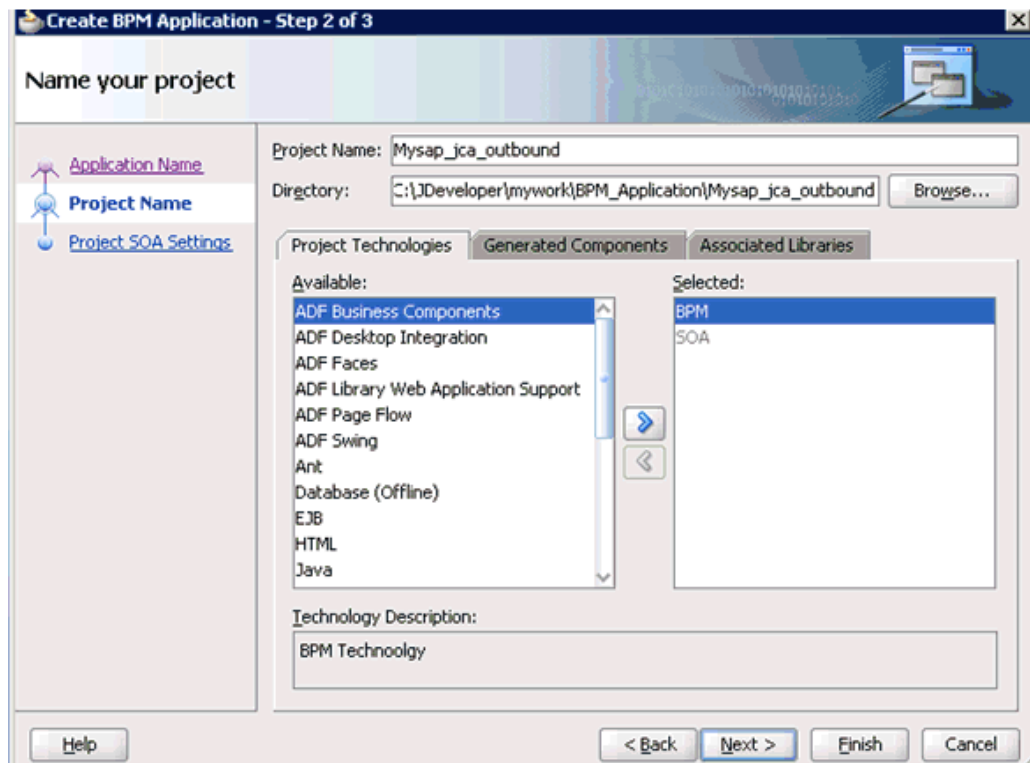 Create BPM Application - Step 2 of 3
Name your project
Application Name
Project Name
Project SOA Settings
Project Name: Mysap_jca_outbound
Directory: C:\JDeveloper\mywork\BPM_Application\Mysap_jca_outbound Browse...
Project Technologies Generated Components Associated Libraries
Available: Selected:
ADF Business Components BPM
ADF Desktop Integration SOA
ADF Faces
ADF Library Web Application Support
ADF Page Flow
ADF Swing
Ant
Database (Offline)
EJB
HTML
Java
Technology Description:
BPM Technoolgy
Help < Back Next > Finish Cancel